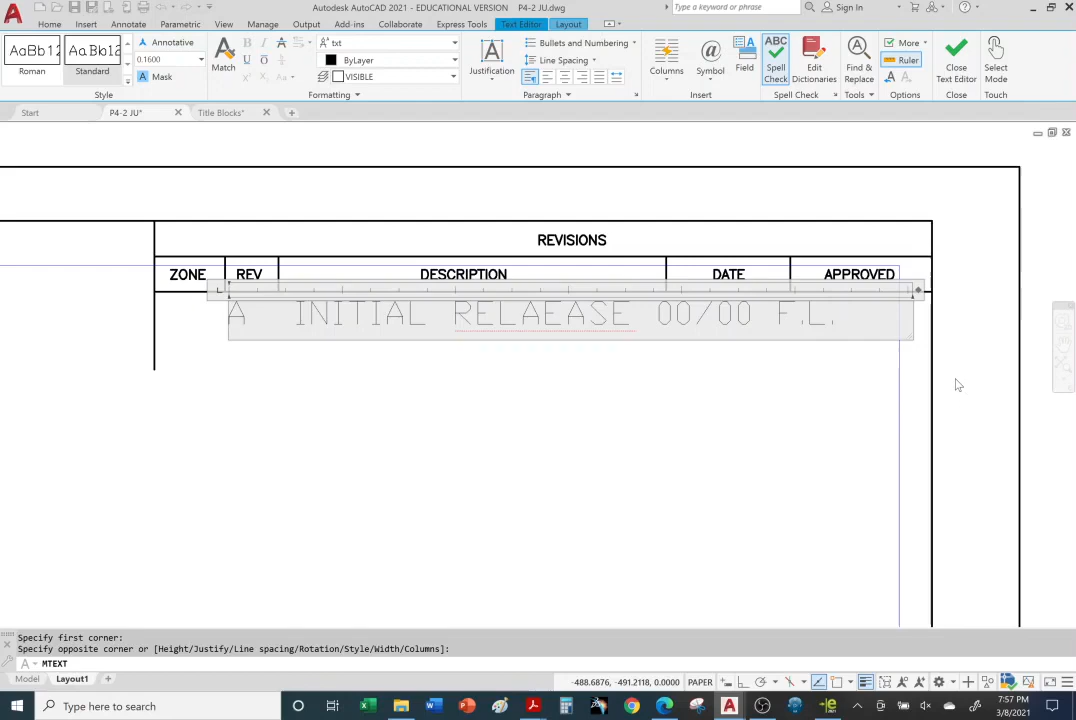 Autodesk AutoCAD 2021 - EDUCATIONAL VERSION P4-2 JU.dwg
Type a keyword or phrase
Sign In
Home Insert Annotate Parametric View Manage Output Add-ins Collaborate Express Tools Text Editor Layout
AaBb12 AaBb12 Annotative txt Bullets and Numbering More
0.1600 Match ByLayer Justification Line Spacing Columns Symbol Field Spell Check Edit Dictionaries Find & Replace Ruler Close Text Editor Select Mode
Roman Standard Mask VISIBLE
Style Formatting Paragraph Insert Spell Check Tools Options Close Touch
Start P4-2 JU* Title Blocks*
REVISIONS
ZONE REV DESCRIPTION DATE APPROVED
A INITIAL RELAEASE 00/00 F.L.
Specify first corner:
Specify opposite corner or [Height/Justify/Line spacing/Rotation/Style/Width/Columns]:
MTEXT
Model Layout1 -488.6876, -491.2118, 0.0000 PAPER
Type here to search
7:57 PM
3/8/2021